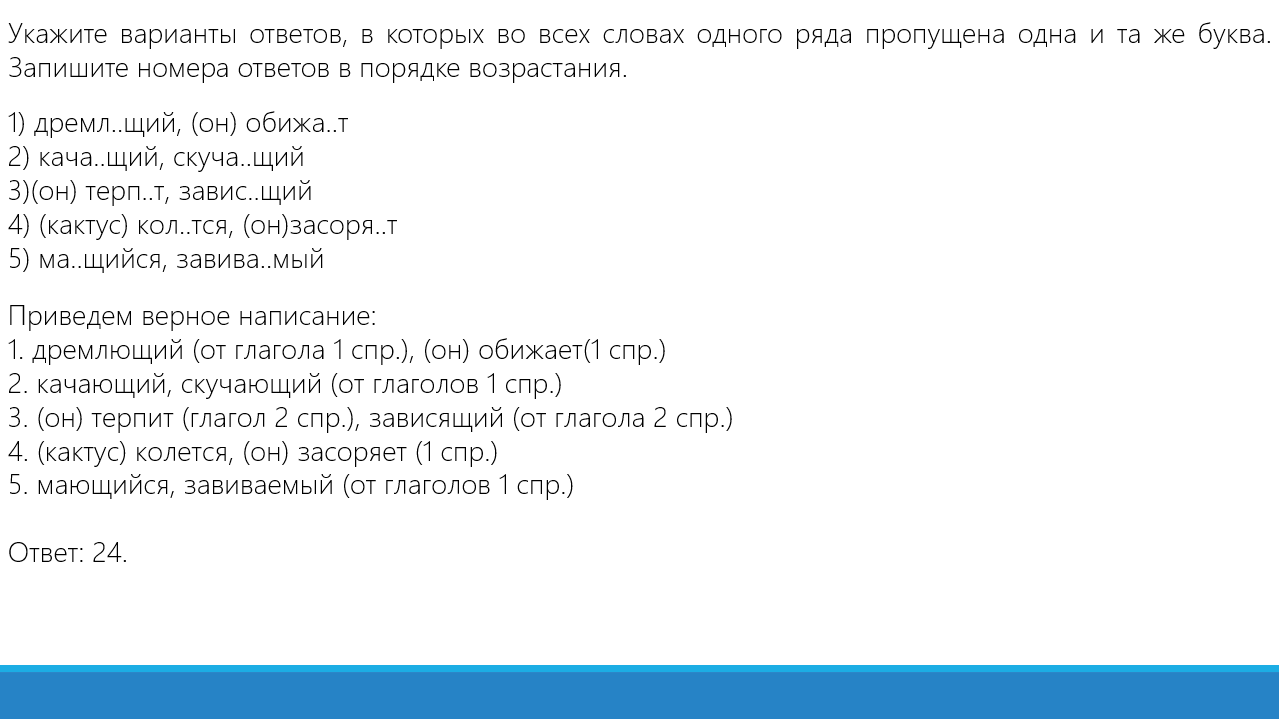 Укажите варианты ответов, в которых во всех словах одного ряда пропущена одна и та же буква.
Запишите номера ответов в порядке возрастания.
1) дремл..щий, (он) обижа..т
2) кача..щий, скуча..щий
3)(он) терп..т, завис..щий
4) (кактус) кол..тся, (он)засоря..т
5) ма..щийся, завива..мый
Приведем верное написание:
1. дремлющий (от глагола 1 спр.), (он) обижает(1 спр.)
2. качающий, скучающий (от глаголов 1 спр.)
3. (он) терпит (глагол 2 спр.), зависящий (от глагола 2 спр.)
4. (кактус) колется, (он) засоряет (1 спр.)
5. мающийся, завиваемый (от глаголов 1 спр.)
Ответ: 24.